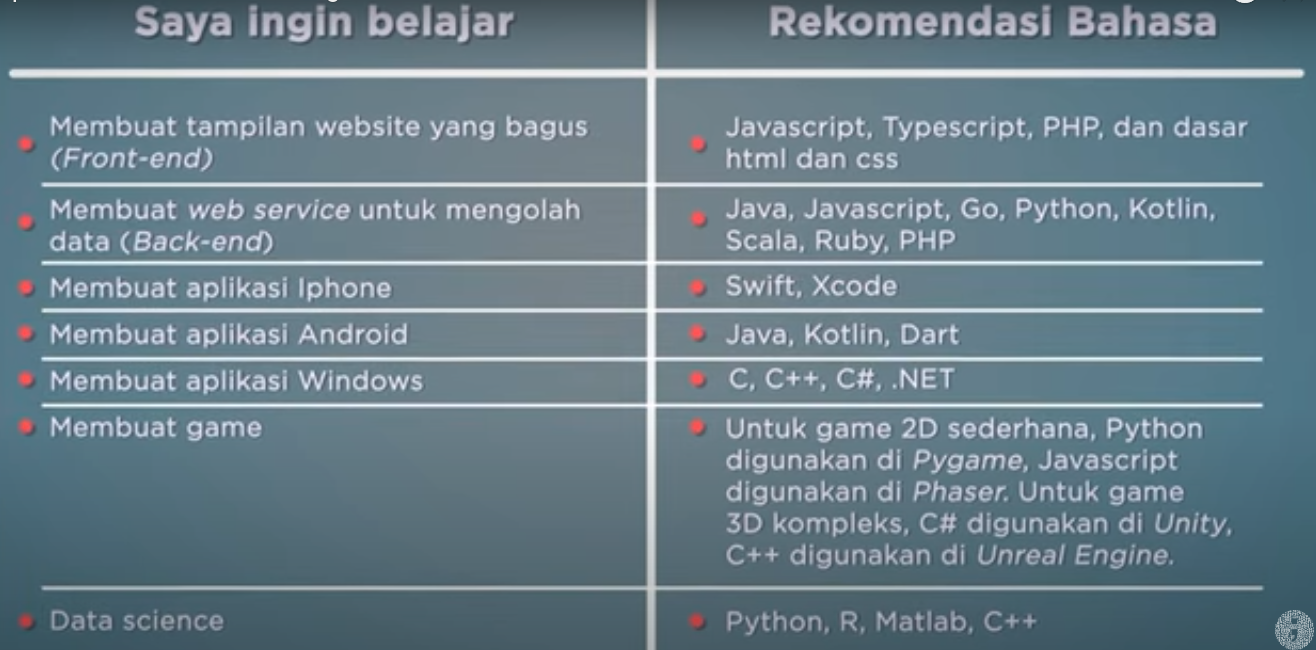 Saya ingin belajar
Rekomendasi Bahasa
Membuat tampilan website yang bagus
(Front-end)
Javascript, Typescript, PHP, dan dasar
html dan css
Membuat web service untuk mengolah
data (Back-end)
Java, Javascript, Go, Python, Kotlin,
Scala, Ruby, PHP
Membuat aplikasi Iphone
Swift, Xcode
Membuat aplikasi Android
Java, Kotlin, Dart
Membuat aplikasi Windows
C, C++, C#, .NET
Membuat game
Untuk game 2D sederhana, Python
digunakan di Pygame, Javascript
digunakan di Phaser. Untuk game
3D kompleks, C# digunakan di Unity,
C++ digunakan di Unreal Engine.
Data science
Python, R, Matlab, C++